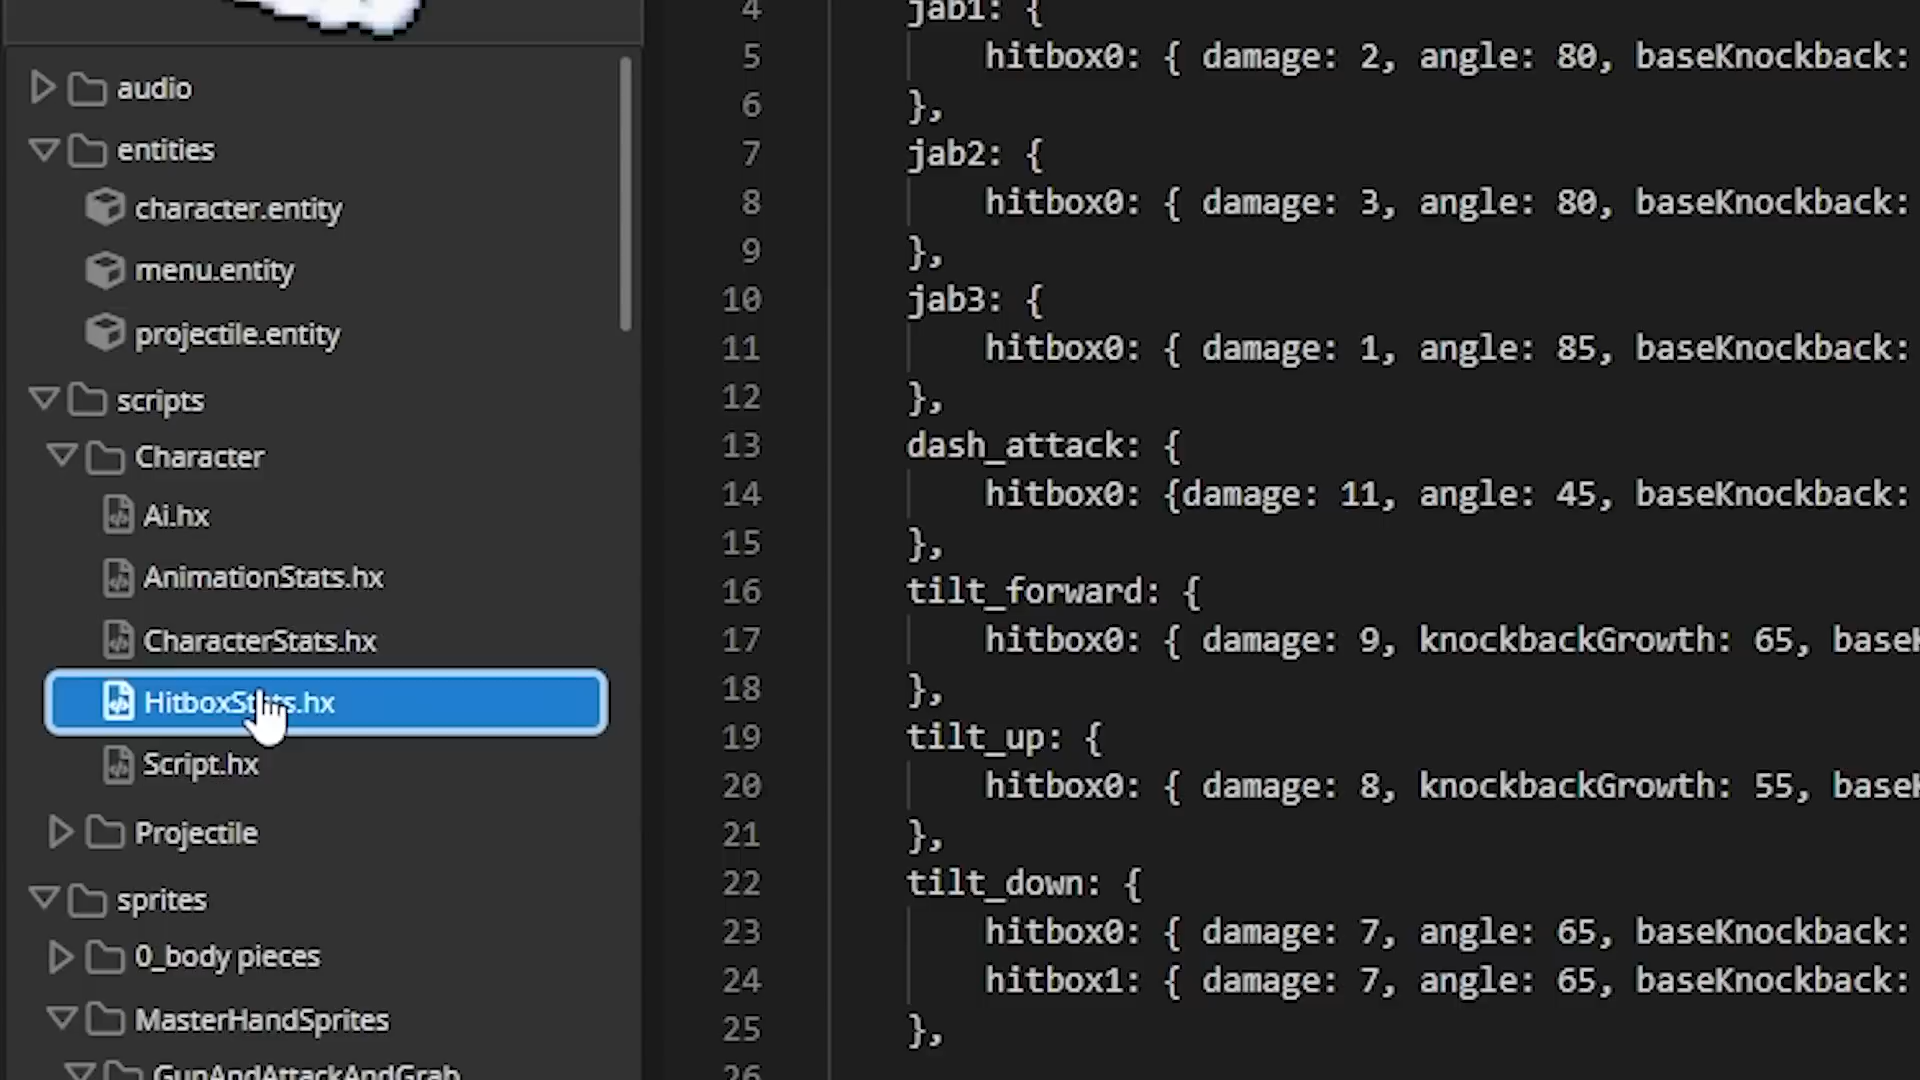 audio
entities
character.entity
menu.entity
projectile.entity
scripts
Character
Ai.hx
AnimationStats.hx
CharacterStats.hx
HitboxStats.hx
Script.hx
Projectile
sprites
0_body pieces
MasterHandSprites
GunAndAttackAndGrab
4 jab1: {
5 hitbox0: { damage: 2, angle: 80, baseKnockback:
6 },
7 jab2: {
8 hitbox0: { damage: 3, angle: 80, baseKnockback:
9 },
10 jab3: {
11 hitbox0: { damage: 1, angle: 85, baseKnockback:
12 },
13 dash_attack: {
14 hitbox0: {damage: 11, angle: 45, baseKnockback:
15 },
16 tilt_forward: {
17 hitbox0: { damage: 9, knockbackGrowth: 65, base
18 },
19 tilt_up: {
20 hitbox0: { damage: 8, knockbackGrowth: 55, base
21 },
22 tilt_down: {
23 hitbox0: { damage: 7, angle: 65, baseKnockback:
24 hitbox1: { damage: 7, angle: 65, baseKnockback:
25 },
26